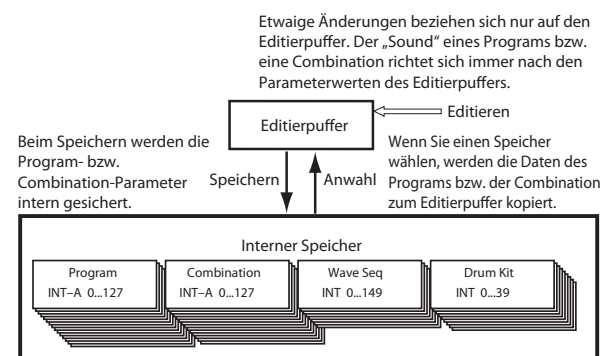 Etwaige Änderungen beziehen sich nur auf den
Editierpuffer. Der „Sound“ eines Programs bzw.
eine Combination richtet sich immer nach den
Parameterwerten des Editierpuffers.
Editierpuffer
Editieren
Beim Speichern werden die
Program- bzw.
Combination-Parameter
intern gesichert.
Speichern
Anwahl
Wenn Sie einen Speicher
wählen, werden die Daten des
Programs bzw. der Combination
zum Editierpuffer kopiert.
Interner Speicher
Program
INT–A 0...127
Combination
INT–A 0...127
Wave Seq
INT 0...149
Drum Kit
INT 0...39